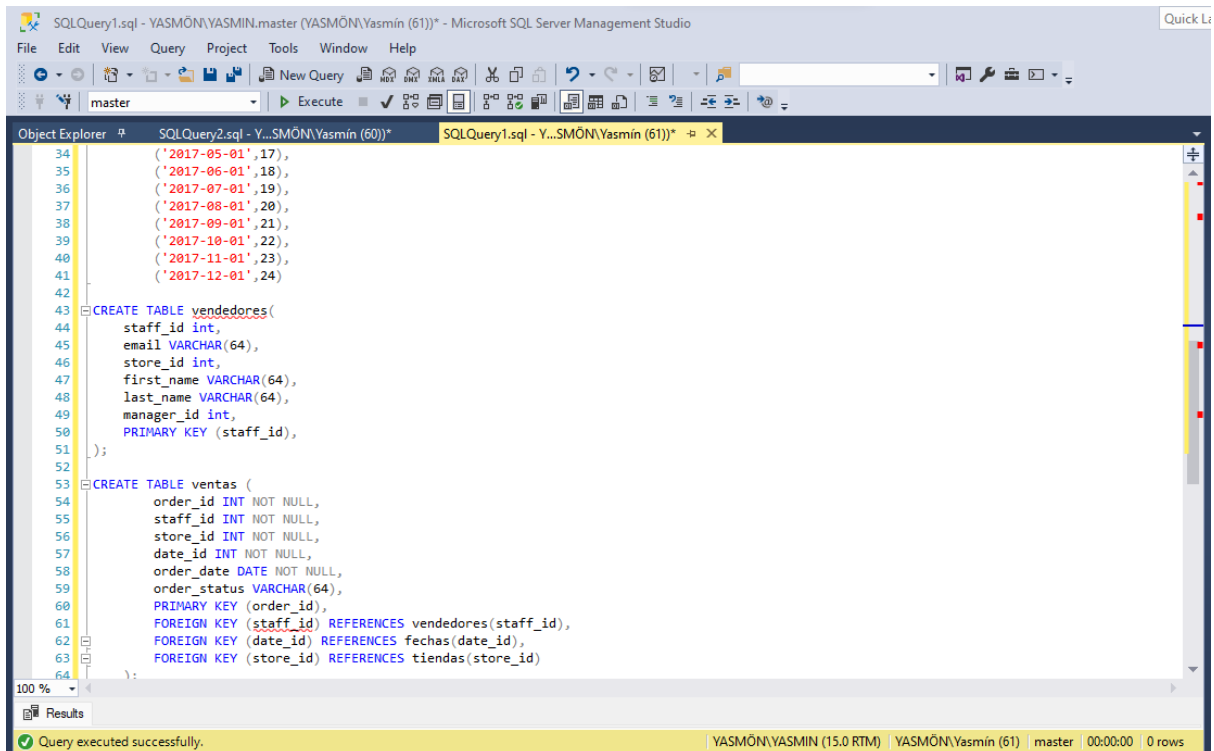 SQLQuery1.sql - YASMÖN\YASMIN.master (YASMÖN\Yasmín (61))* - Microsoft SQL Server Management Studio
Quick La
File Edit View Query Project Tools Window Help
New Query MDX DMX XMLA DAX
master Execute
Object Explorer SQLQuery2.sql - Y...SMÖN\Yasmín (60))* SQLQuery1.sql - Y...SMÖN\Yasmín (61))*
34 ('2017-05-01',17),
35 ('2017-06-01',18),
36 ('2017-07-01',19),
37 ('2017-08-01',20),
38 ('2017-09-01',21),
39 ('2017-10-01',22),
40 ('2017-11-01',23),
41 ('2017-12-01',24)
42
43 CREATE TABLE vendedores(
44 staff_id int,
45 email VARCHAR(64),
46 store_id int,
47 first_name VARCHAR(64),
48 last_name VARCHAR(64),
49 manager_id int,
50 PRIMARY KEY (staff_id),
51 );
52
53 CREATE TABLE ventas (
54 order_id INT NOT NULL,
55 staff_id INT NOT NULL,
56 store_id INT NOT NULL,
57 date_id INT NOT NULL,
58 order_date DATE NOT NULL,
59 order_status VARCHAR(64),
60 PRIMARY KEY (order_id),
61 FOREIGN KEY (staff_id) REFERENCES vendedores(staff_id),
62 FOREIGN KEY (date_id) REFERENCES fechas(date_id),
63 FOREIGN KEY (store_id) REFERENCES tiendas(store_id)
64 );
100 %
Results
Query executed successfully. YASMÖN\YASMIN (15.0 RTM) YASMÖN\Yasmín (61) master 00:00:00 0 rows